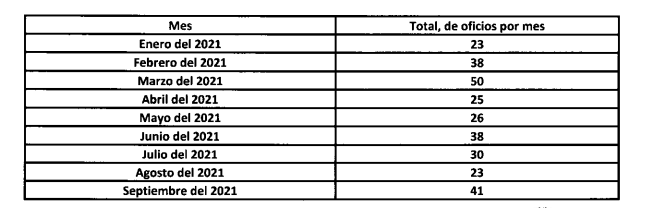 Mes Total, de oficios por mes
Enero del 2021 23
Febrero del 2021 38
Marzo del 2021 50
Abril del 2021 25
Mayo del 2021 26
Junio del 2021 38
Julio del 2021 30
Agosto del 2021 23
Septiembre del 2021 41